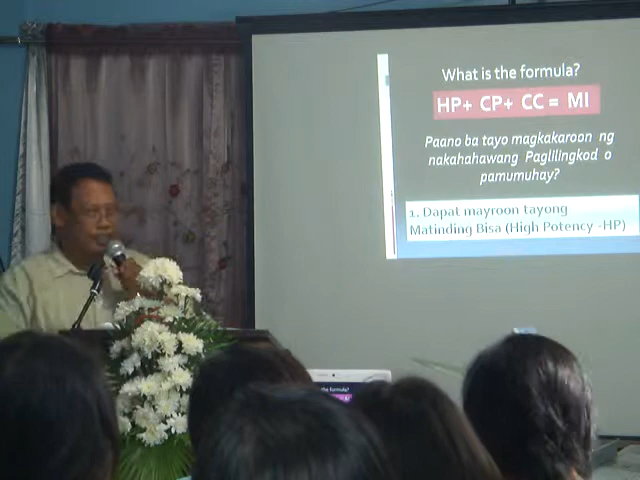 What is the formula?
HP+ CP+ CC = MI
Paano ba tayo magkakaroon ng
nakahahawang Paglilingkod o
pamumuhay?
1. Dapat mayroon tayong
Matinding Bisa (High Potency -HP)